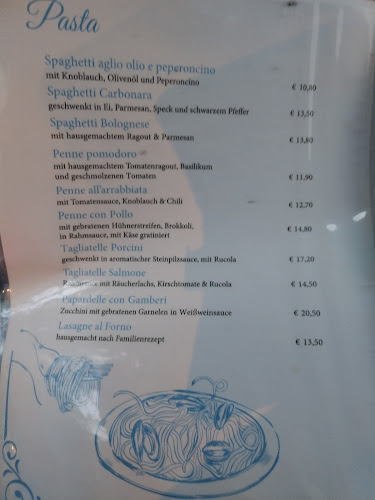 Pasta
Spaghetti aglio olio e peperoncino
mit Knoblauch, Olivenöl und Peperoncino € 10,80
Spaghetti Carbonara
geschwenkt in Ei, Parmesan, Speck und schwarzem Pfeffer € 13,50
Spaghetti Bolognese
mit hausgemachtem Ragout & Parmesan € 13,80
Penne pomodoro
mit hausgemachtem Tomatenragout, Basilikum
und geschmolzenen Tomaten € 11,90
Penne all'arrabbiata
mit Tomatensauce, Knoblauch & Chili € 12,70
Penne con Pollo
mit gebratenen Hühnerstreifen, Brokkoli,
in Rahmsauce, mit Käse gratiniert € 14,80
Tagliatelle Porcini
geschwenkt in aromatischer Steinpilzsauce, mit Rucola € 17,20
Tagliatelle Salmone
mit Räucherlachs, Kirschtomate & Rucola € 14,50
Papardelle con Gamberi
Zucchini mit gebratenen Garnelen in Weißweinsauce € 20,50
Lasagne al Forno
hausgemacht nach Familienrezept € 13,50